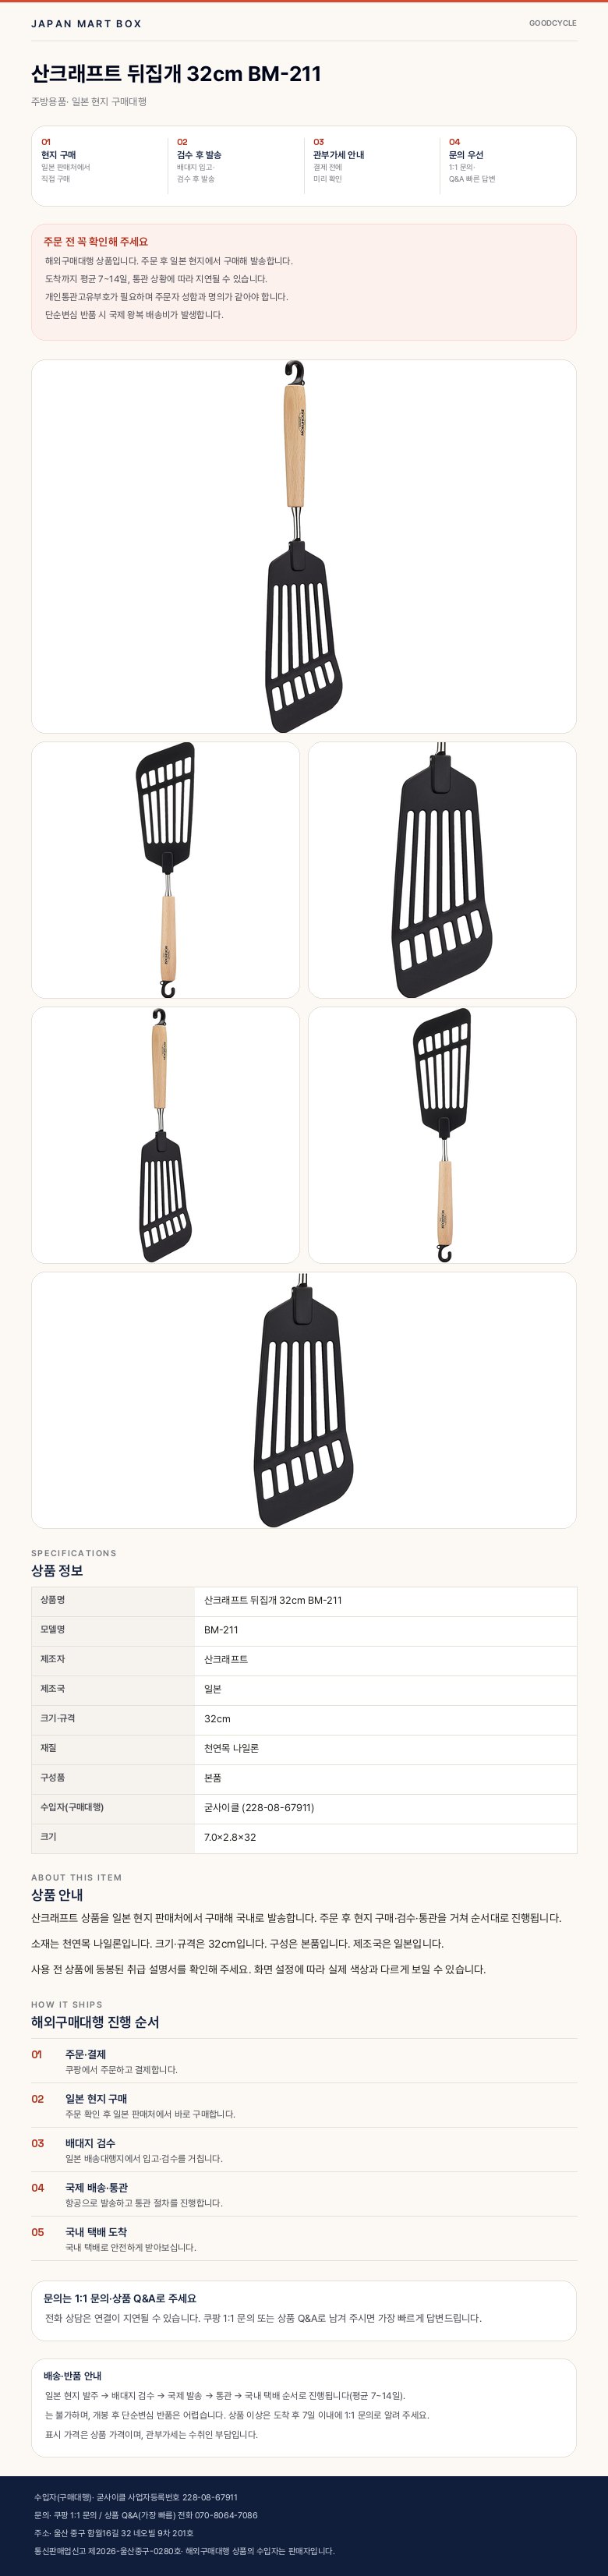 JAPAN MART BOX
GOODCYCLE
산크래프트 뒤집개 32cm BM-211
주방용품· 일본 현지 구매대행
01
현지 구매
일본 판매처에서
직접 구매
02
검수 후 발송
배대지 입고·
검수 후 발송
03
관부가세 안내
결제 전에
미리 확인
04
문의 우선
1:1 문의·
Q&A 빠른 답변
주문 전 꼭 확인해 주세요
해외구매대행 상품입니다. 주문 후 일본 현지에서 구매해 발송합니다.
도착까지 평균 7~14일, 통관 상황에 따라 지연될 수 있습니다.
개인통관고유부호가 필요하며 주문자 성함과 명의가 같아야 합니다.
단순변심 반품 시 국제 왕복 배송비가 발생합니다.
SPECIFICATIONS
상품 정보
상품명 산크래프트 뒤집개 32cm BM-211
모델명 BM-211
제조자 산크래프트
제조국 일본
크기·규격 32cm
재질 천연목 나일론
구성품 본품
수입자(구매대행) 굳사이클 (228-08-67911)
크기 7.0×2.8×32
ABOUT THIS ITEM
상품 안내
산크래프트 상품을 일본 현지 판매처에서 구매해 국내로 발송합니다. 주문 후 현지 구매·검수·통관을 거쳐 순서대로 진행됩니다.
소재는 천연목 나일론입니다. 크기·규격은 32cm입니다. 구성은 본품입니다. 제조국은 일본입니다.
사용 전 상품에 동봉된 취급 설명서를 확인해 주세요. 화면 설정에 따라 실제 색상과 다르게 보일 수 있습니다.
HOW IT SHIPS
해외구매대행 진행 순서
01 주문·결제
쿠팡에서 주문하고 결제합니다.
02 일본 현지 구매
주문 확인 후 일본 판매처에서 바로 구매합니다.
03 배대지 검수
일본 배송대행지에서 입고·검수를 거칩니다.
04 국제 배송·통관
항공으로 발송하고 통관 절차를 진행합니다.
05 국내 택배 도착
국내 택배로 안전하게 받아보십니다.
문의는 1:1 문의·상품 Q&A로 주세요
전화 상담은 연결이 지연될 수 있습니다. 쿠팡 1:1 문의 또는 상품 Q&A로 남겨 주시면 가장 빠르게 답변드립니다.
배송·반품 안내
일본 현지 발주 → 배대지 검수 → 국제 발송 → 통관 → 국내 택배 순서로 진행됩니다(평균 7~14일).
는 불가하며, 개봉 후 단순변심 반품은 어렵습니다. 상품 이상은 도착 후 7일 이내에 1:1 문의로 알려 주세요.
표시 가격은 상품 가격이며, 관부가세는 수취인 부담입니다.
수입자(구매대행)· 굳사이클 사업자등록번호 228-08-67911
문의· 쿠팡 1:1 문의 / 상품 Q&A(가장 빠름) 전화 070-8064-7086
주소· 울산 중구 함월16길 32 네오빌 9차 201호
통신판매업신고 제2026-울산중구-0280호· 해외구매대행 상품의 수입자는 판매자입니다.